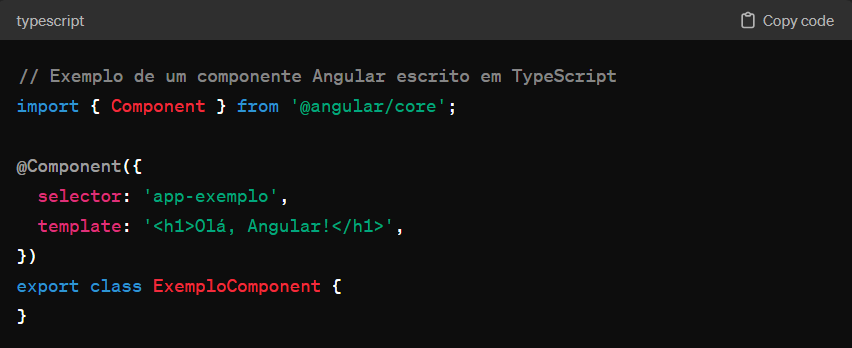 typescript
Copy code
// Exemplo de um componente Angular escrito em TypeScript
import { Component } from '@angular/core';
@Component({
  selector: 'app-exemplo',
  template: '<h1>Olá, Angular!</h1>',
})
export class ExemploComponent {
}